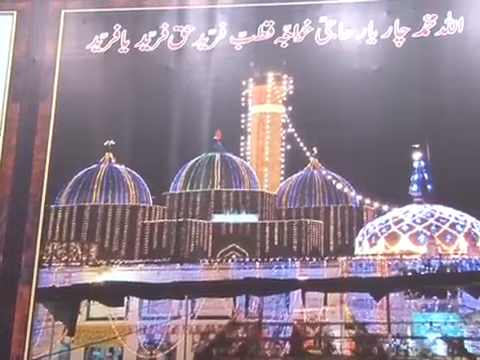 اللہ محمد چار یار حاجی خواجہ قطب فرید حق فرید یا فرید